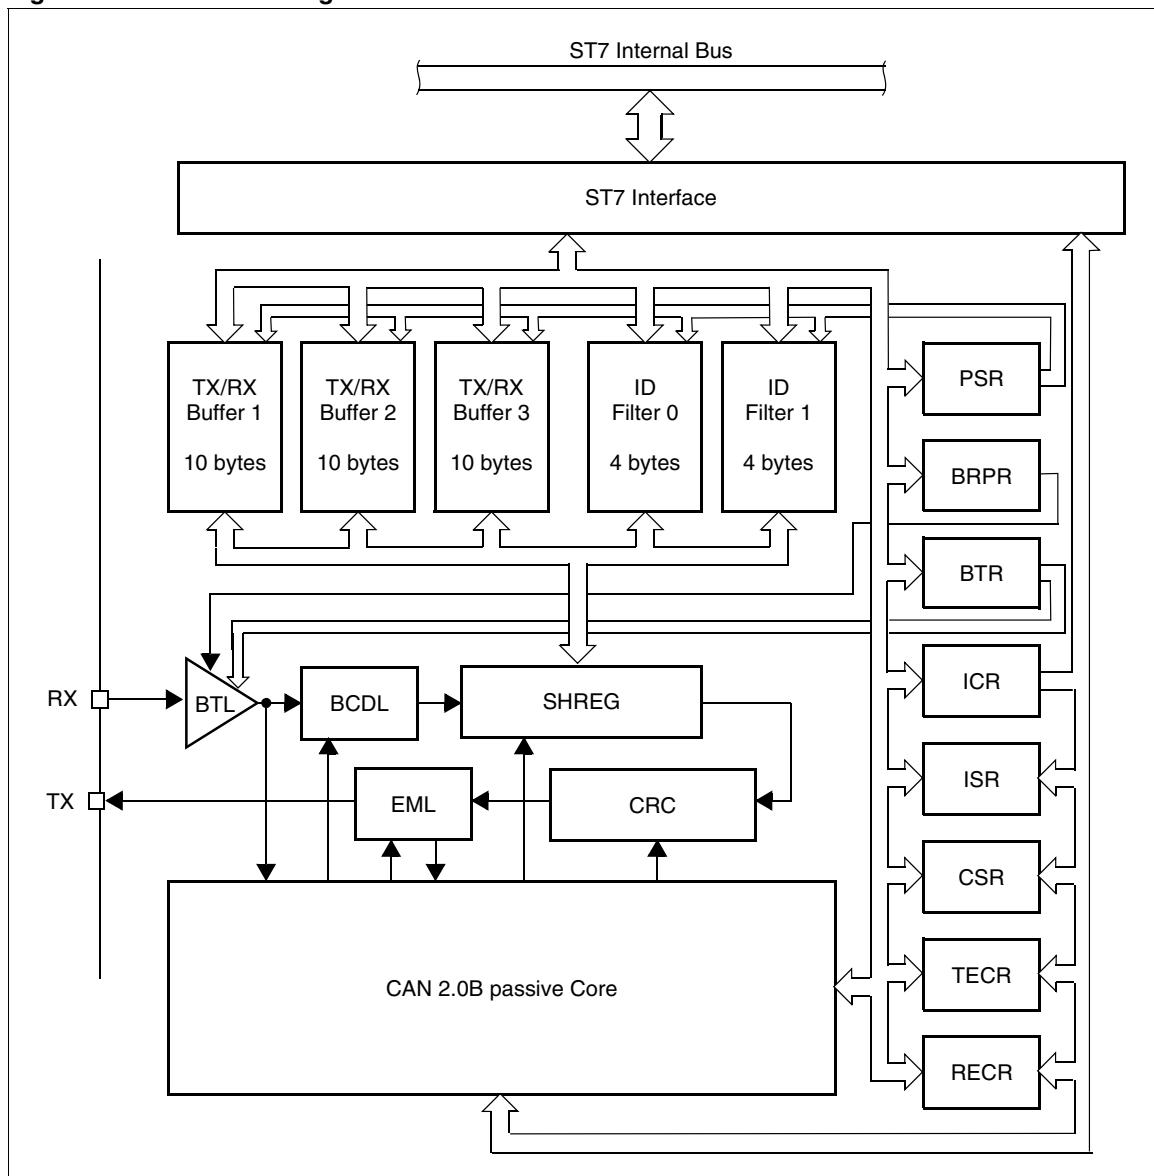 ST7 Internal Bus
ST7 Interface
TX/RX
Buffer 1
10 bytes
TX/RX
Buffer 2
10 bytes
TX/RX
Buffer 3
10 bytes
ID
Filter 0
4 bytes
ID
Filter 1
4 bytes
PSR
BRPR
BTR
ICR
ISR
CSR
TECR
RECR
RX
BTL
BCDL
SHREG
TX
EML
CRC
CAN 2.0B passive Core